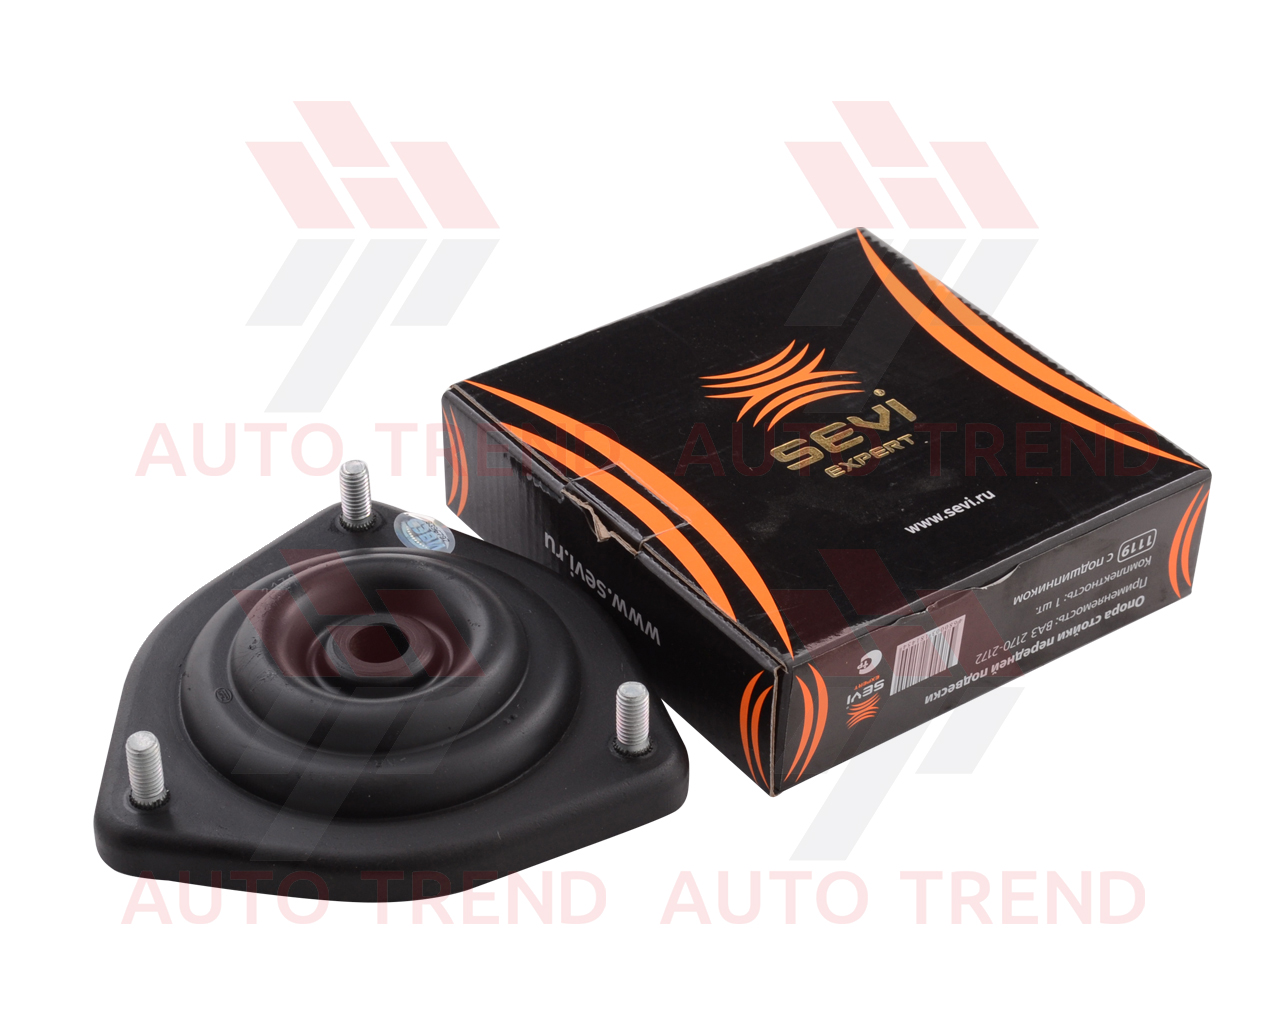 AUTO TREND
AUTO TREND
SEVI
EXPERT
www.sevi.ru
www.sevi.ru
Опора стойки передней подвески
Применяемость: ВАЗ 2170-2172
Комплектность: 1 шт.
с подшипником
1119
SEVI
EXPERT
AUTO TREND
AUTO TREND